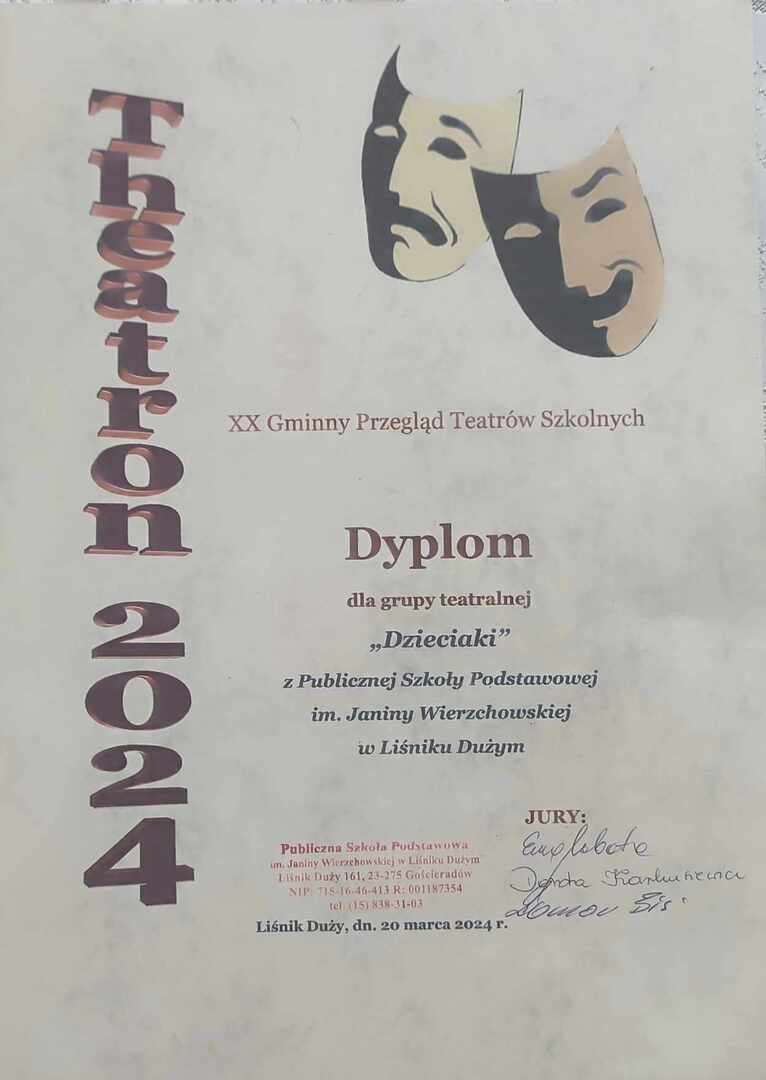 Theatron 2024
XX Gminny Przegląd Teatrów Szkolnych
Dyplom
dla grupy teatralnej
„Dzieciaki”
z Publicznej Szkoły Podstawowej
im. Janiny Wierzchowskiej
w Liśniku Dużym
JURY:
Publiczna Szkoła Podstawowa
im. Janiny Wierzchowskiej w Liśniku Dużym
Liśnik Duży 161, 23-275 Gościeradów
NIP: 715-16-46-413 R: 001187354
tel. (15) 838-31-03
Dorota
Liśnik Duży, dn. 20 marca 2024 r.